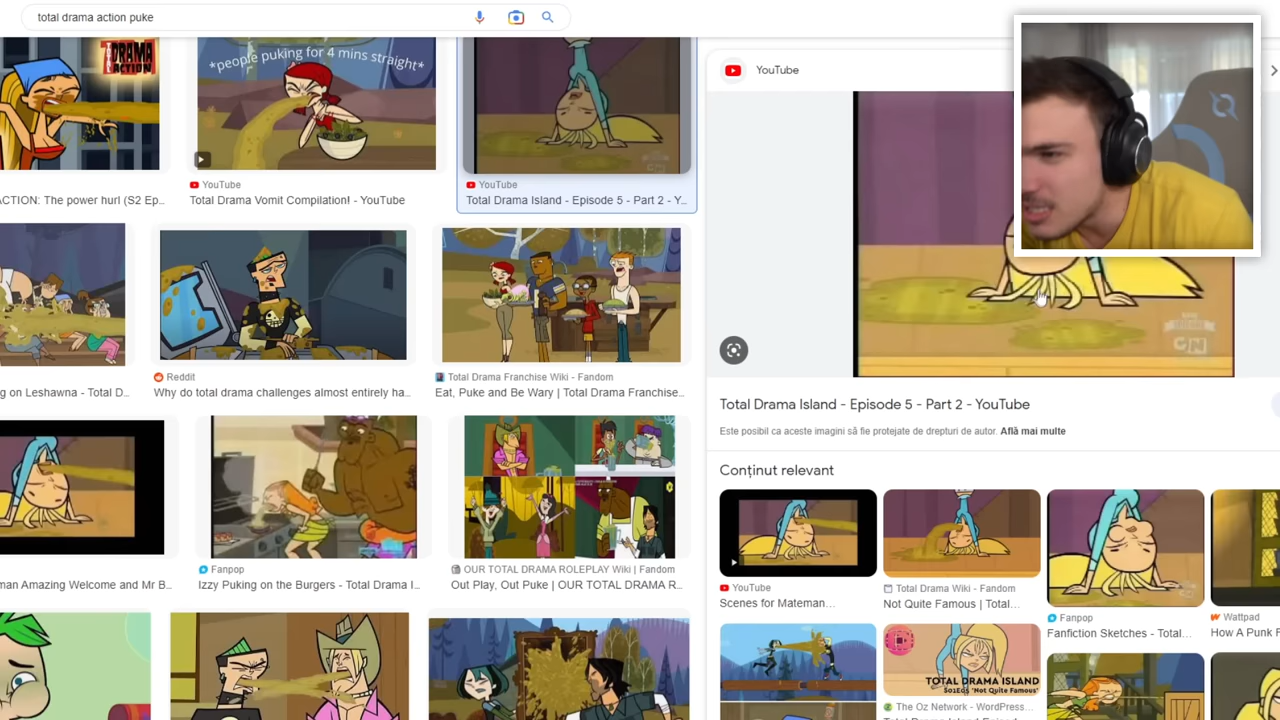 total drama action puke
TOTAL DRAMA ACTION
*people puking for 4 mins straight*
YouTube
ACTION: The power hurl (S2 Ep...
YouTube
Total Drama Vomit Compilation! - YouTube
YouTube
Total Drama Island - Episode 5 - Part 2 - Y...
g on Leshawna - Total D...
Reddit
Why do total drama challenges almost entirely ha...
Total Drama Franchise Wiki - Fandom
Eat, Puke and Be Wary | Total Drama Franchise...
man Amazing Welcome and Mr B...
Fanpop
Izzy Puking on the Burgers - Total Drama I...
OUR TOTAL DRAMA ROLEPLAY Wiki | Fandom
Out Play, Out Puke | OUR TOTAL DRAMA R...
CN
Total Drama Island - Episode 5 - Part 2 - YouTube
Este posibil ca aceste imagini să fie protejate de drepturi de autor. Află mai multe
Conținut relevant
YouTube
Scenes for Mateman...
Total Drama Wiki - Fandom
Not Quite Famous | Total...
Fanpop
Fanfiction Sketches - Total...
Wattpad
How A Punk F
TOTAL DRAMA ISLAND
S01E05 "Not Quite Famous"
The Oz Network - WordPress...